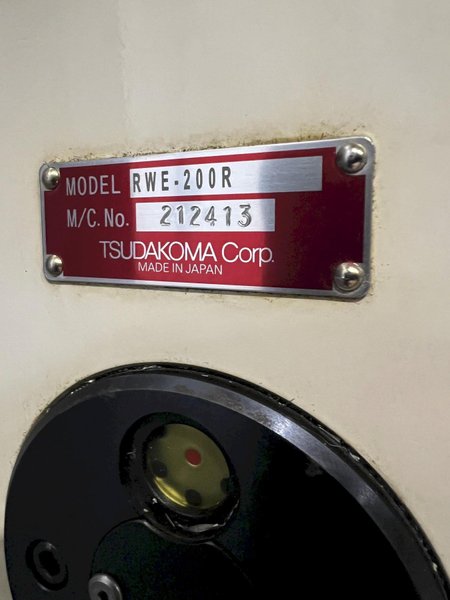 MODEL RWE-200R
M/C. No. 212413
TSUDAKOMA Corp.
MADE IN JAPAN